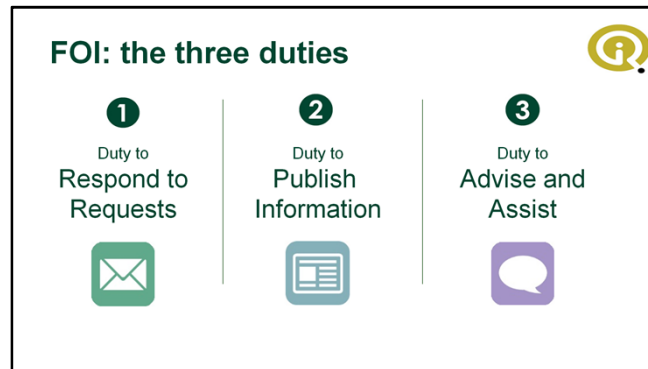 FOI: the three duties
1
Duty to
Respond to
Requests
2
Duty to
Publish
Information
3
Duty to
Advise and
Assist